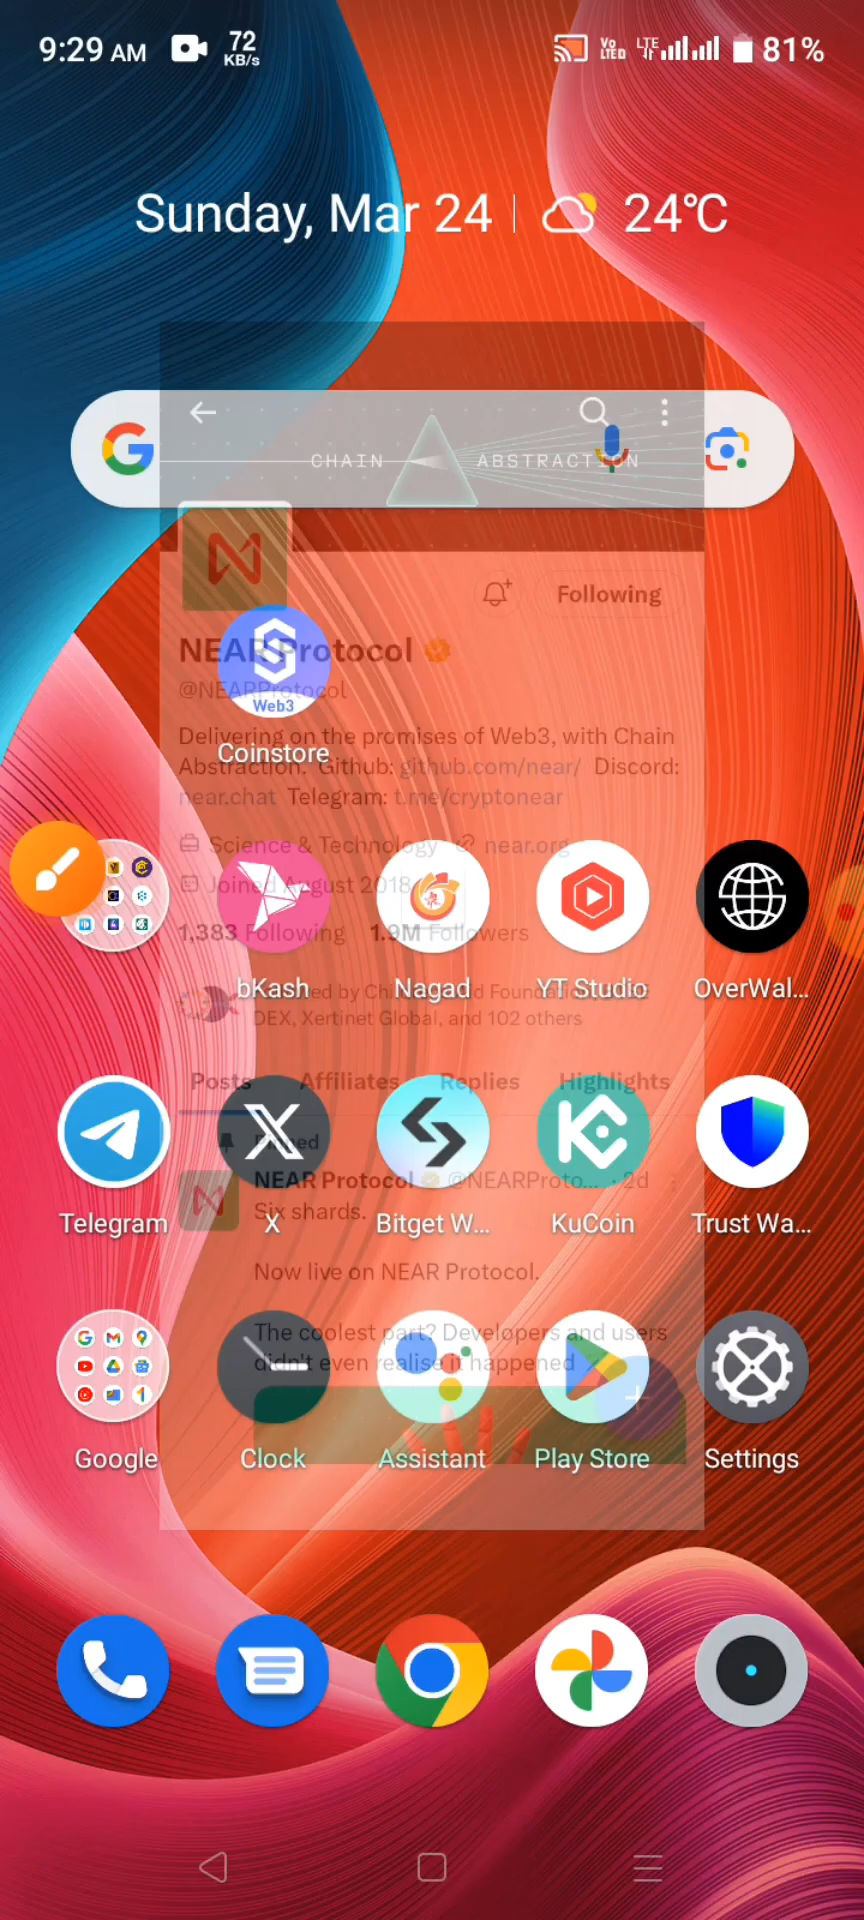 9:29 AM 72 KB/s Vo LTE LTE 81%
Sunday, Mar 24 24°C
CHAIN ABSTRACTION
Following
NEAR Protocol
@NEARProtocol
Web3
Coinstore
Delivering on the promises of Web3, with Chain
Abstraction. Github: github.com/near/ Discord:
near.chat Telegram: t.me/cryptonear
Science & Technology near.org
Joined August 2018
1,383 Following 1.9M Followers
bKash Nagad YT Studio OverWal...
DEX, Xertinet Global, and 102 others
Posts Affiliates Replies Highlights
Pinned
NEAR Protocol @NEARProto... · 2d
Six shards.
Telegram X Bitget W... KuCoin Trust Wa...
Now live on NEAR Protocol.
The coolest part? Developers and users
didn't even realise it happened
Google Clock Assistant Play Store Settings